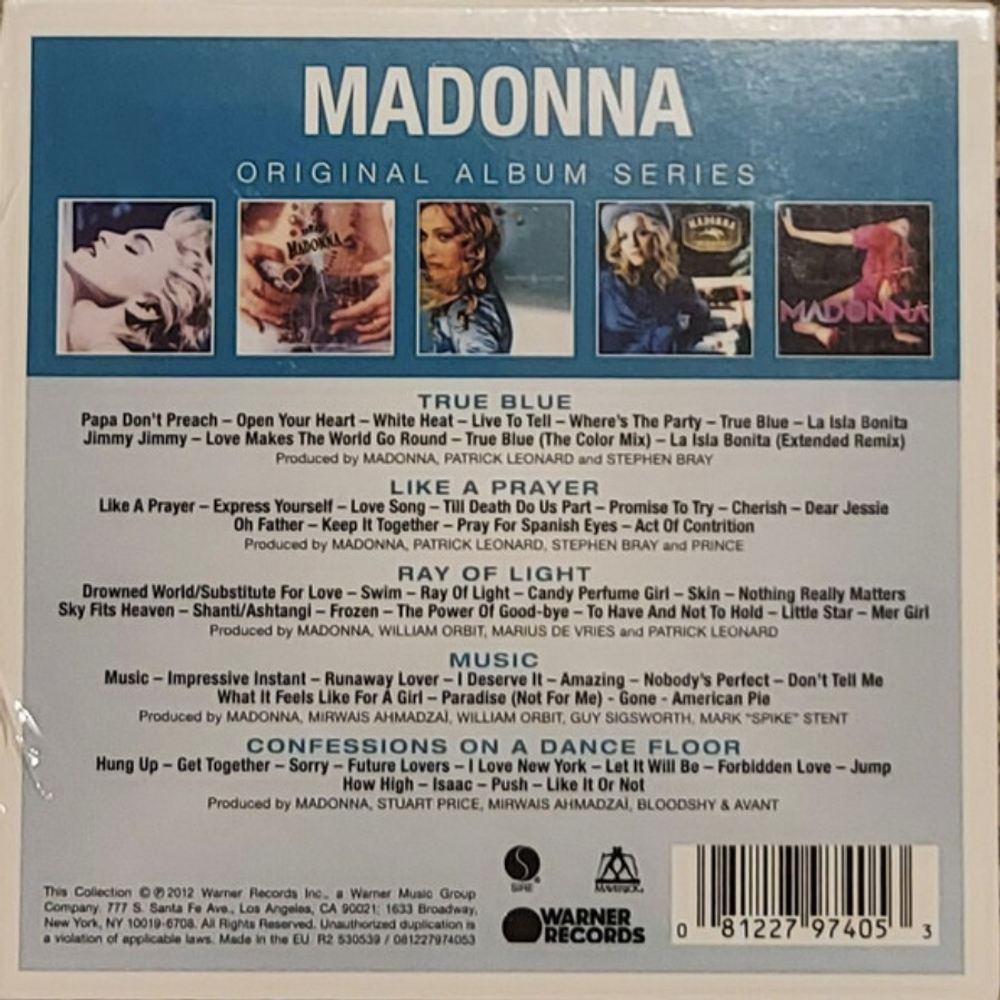 MADONNA
ORIGINAL ALBUM SERIES
MADONNA
MADONNA
MADONNA
TRUE BLUE
Papa Don't Preach – Open Your Heart – White Heat – Live To Tell – Where's The Party – True Blue – La Isla Bonita
Jimmy Jimmy – Love Makes The World Go Round – True Blue (The Color Mix) – La Isla Bonita (Extended Remix)
Produced by MADONNA, PATRICK LEONARD and STEPHEN BRAY
LIKE A PRAYER
Like A Prayer – Express Yourself – Love Song – Till Death Do Us Part – Promise To Try – Cherish – Dear Jessie
Oh Father – Keep It Together – Pray For Spanish Eyes – Act Of Contrition
Produced by MADONNA, PATRICK LEONARD, STEPHEN BRAY and PRINCE
RAY OF LIGHT
Drowned World/Substitute For Love – Swim – Ray Of Light – Candy Perfume Girl – Skin – Nothing Really Matters
Sky Fits Heaven – Shanti/Ashtangi – Frozen – The Power Of Good-bye – To Have And Not To Hold – Little Star – Mer Girl
Produced by MADONNA, WILLIAM ORBIT, MARIUS DE VRIES and PATRICK LEONARD
MUSIC
Music – Impressive Instant – Runaway Lover – I Deserve It – Amazing – Nobody's Perfect – Don't Tell Me
What It Feels Like For A Girl – Paradise (Not For Me) - Gone - American Pie
Produced by MADONNA, MIRWAIS AHMADZAÏ, WILLIAM ORBIT, GUY SIGSWORTH, MARK "SPIKE" STENT
CONFESSIONS ON A DANCE FLOOR
Hung Up – Get Together – Sorry – Future Lovers – I Love New York – Let It Will Be – Forbidden Love – Jump
How High – Isaac – Push – Like It Or Not
Produced by MADONNA, STUART PRICE, MIRWAIS AHMADZAÏ, BLOODSHY & AVANT
This Collection © ℗ 2012 Warner Records Inc., a Warner Music Group
Company. 777 S. Santa Fe Ave., Los Angeles, CA 90021; 1633 Broadway,
New York, NY 10019-6708. All Rights Reserved. Unauthorized duplication is
a violation of applicable laws. Made in the EU R2 530539 / 081227974053
SIRE
MAVERICK
WARNER
RECORDS
0 81227 97405 3